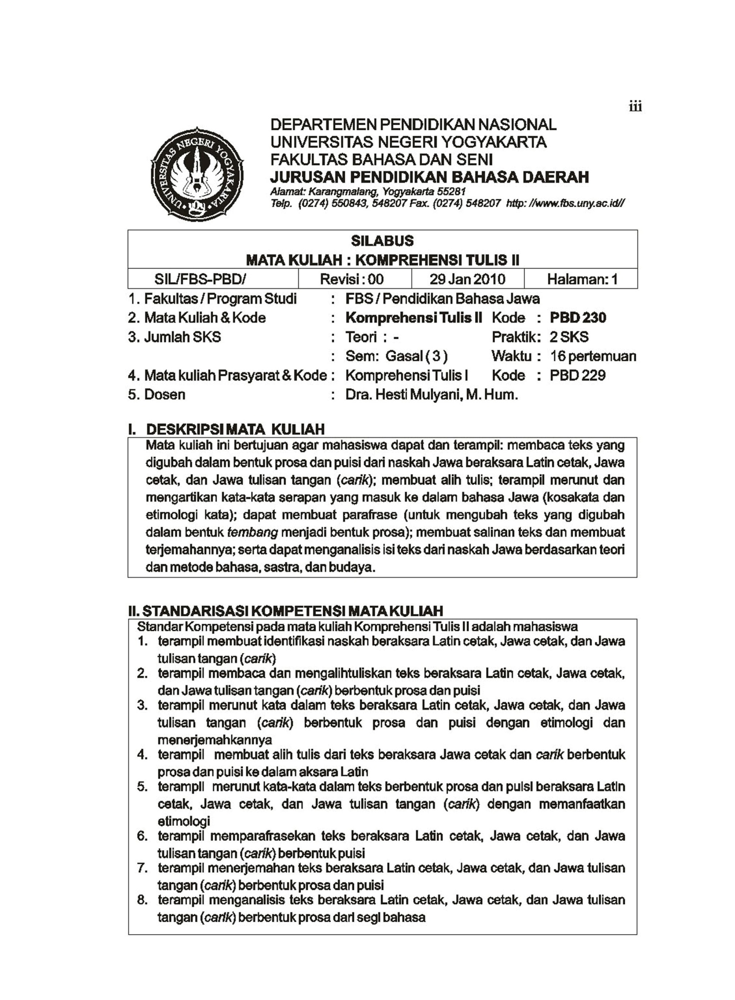 iii
DEPARTEMEN PENDIDIKAN NASIONAL
UNIVERSITAS NEGERI YOGYAKARTA
FAKULTAS BAHASA DAN SENI
JURUSAN PENDIDIKAN BAHASA DAERAH
Alamat: Karangmalang, Yogyakarta 55281
Telp. (0274) 550843, 548207 Fax. (0274) 548207 http: //www.fbs.uny.ac.id//
UNIVERSITAS NEGERI YOGYAKARTA
SILABUS
MATA KULIAH : KOMPREHENSI TULIS II
SIL/FBS-PBD/ Revisi : 00 29 Jan 2010 Halaman: 1
1. Fakultas / Program Studi : FBS / Pendidikan Bahasa Jawa
2. Mata Kuliah & Kode : Komprehensi Tulis II Kode : PBD 230
3. Jumlah SKS : Teori : - Praktik: 2 SKS
: Sem: Gasal ( 3 ) Waktu : 16 pertemuan
4. Mata kuliah Prasyarat & Kode : Komprehensi Tulis I Kode : PBD 229
5. Dosen : Dra. Hesti Mulyani, M. Hum.
I. DESKRIPSI MATA KULIAH
Mata kuliah ini bertujuan agar mahasiswa dapat dan terampil: membaca teks yang
digubah dalam bentuk prosa dan puisi dari naskah Jawa beraksara Latin cetak, Jawa
cetak, dan Jawa tulisan tangan (carik); membuat alih tulis; terampil merunut dan
mengartikan kata-kata serapan yang masuk ke dalam bahasa Jawa (kosakata dan
etimologi kata); dapat membuat parafrase (untuk mengubah teks yang digubah
dalam bentuk tembang menjadi bentuk prosa); membuat salinan teks dan membuat
terjemahannya; serta dapat menganalisis isi teks dari naskah Jawa berdasarkan teori
dan metode bahasa, sastra, dan budaya.
II. STANDARISASI KOMPETENSI MATA KULIAH
Standar Kompetensi pada mata kuliah Komprehensi Tulis II adalah mahasiswa
1. terampil membuat identifikasi naskah beraksara Latin cetak, Jawa cetak, dan Jawa
tulisan tangan (carik)
2. terampil membaca dan mengalihtuliskan teks beraksara Latin cetak, Jawa cetak,
dan Jawa tulisan tangan (carik) berbentuk prosa dan puisi
3. terampil merunut kata dalam teks beraksara Latin cetak, Jawa cetak, dan Jawa
tulisan tangan (carik) berbentuk prosa dan puisi dengan etimologi dan
menerjemahkannya
4. terampil membuat alih tulis dari teks beraksara Jawa cetak dan carik berbentuk
prosa dan puisi ke dalam aksara Latin
5. terampil merunut kata-kata dalam teks berbentuk prosa dan puisi beraksara Latin
cetak, Jawa cetak, dan Jawa tulisan tangan (carik) dengan memanfaatkan
etimologi
6. terampil memparafrasekan teks beraksara Latin cetak, Jawa cetak, dan Jawa
tulisan tangan (carik) berbentuk puisi
7. terampil menerjemahan teks beraksara Latin cetak, Jawa cetak, dan Jawa tulisan
tangan (carik) berbentuk prosa dan puisi
8. terampil menganalisis teks beraksara Latin cetak, Jawa cetak, dan Jawa tulisan
tangan (carik) berbentuk prosa dari segi bahasa